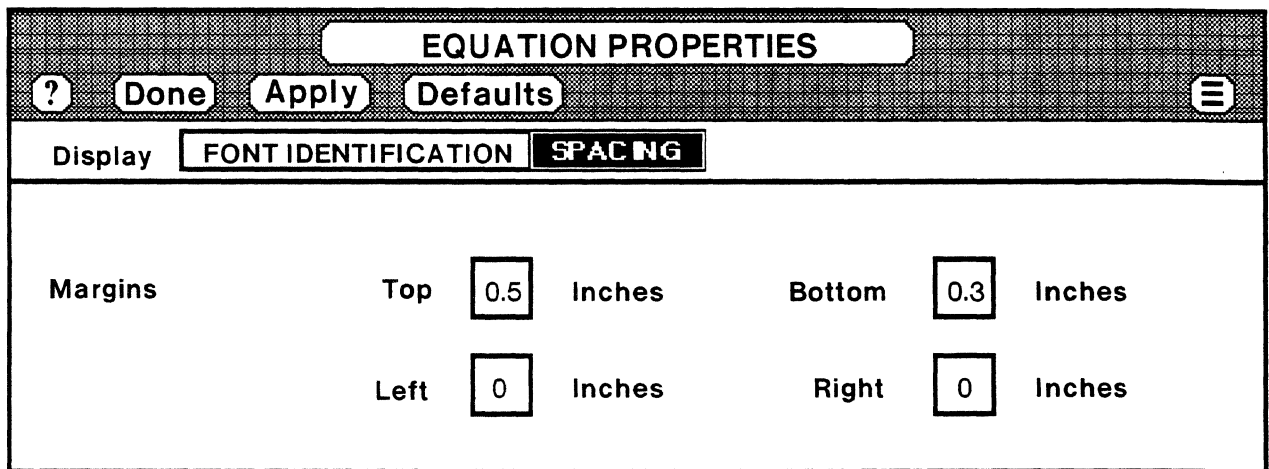 EQUATION PROPERTIES
? Done Apply Defaults
Display FONT IDENTIFICATION SPACING
Margins Top 0.5 Inches Bottom 0.3 Inches
Left 0 Inches Right 0 Inches